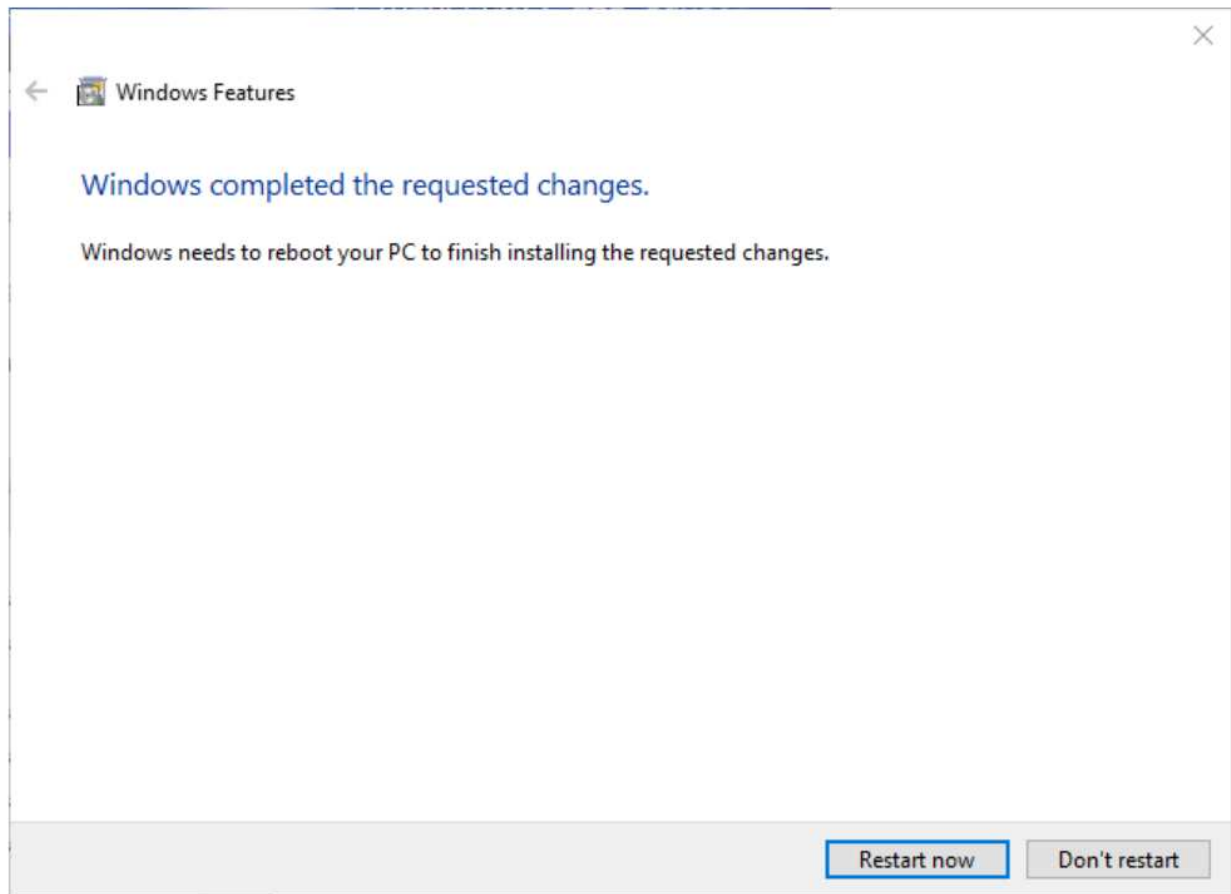 Windows Features
Windows completed the requested changes.
Windows needs to reboot your PC to finish installing the requested changes.
Restart now
Don't restart